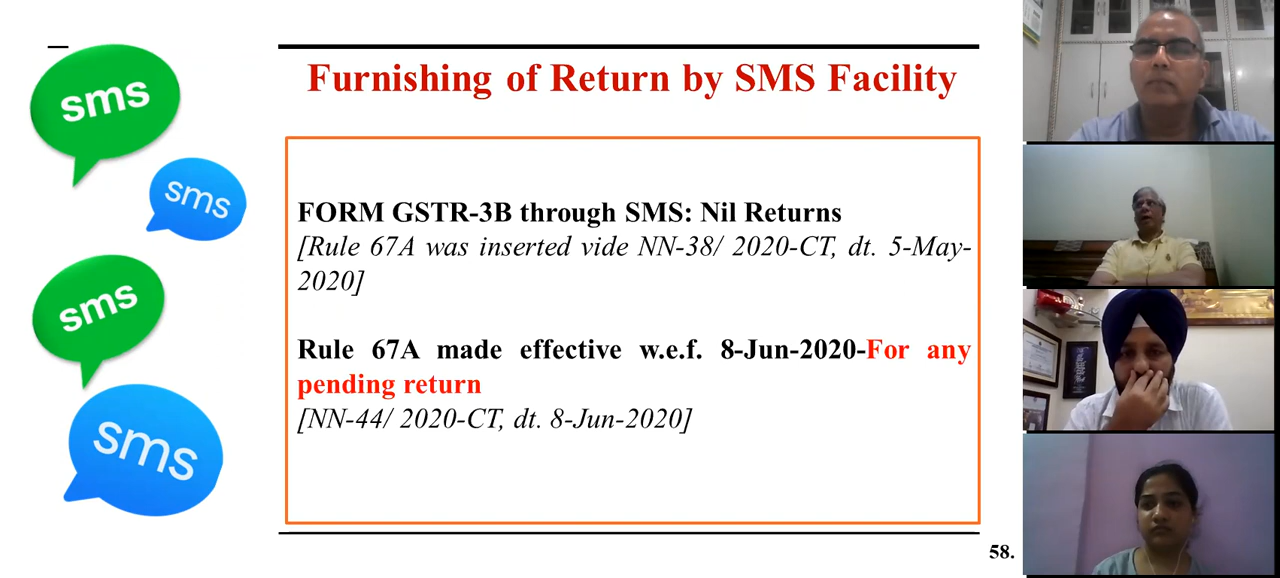 sms
sms
sms
sms
Furnishing of Return by SMS Facility
FORM GSTR-3B through SMS: Nil Returns
[Rule 67A was inserted vide NN-38/ 2020-CT, dt. 5-May-
2020]
Rule 67A made effective w.e.f. 8-Jun-2020-For any
pending return
[NN-44/ 2020-CT, dt. 8-Jun-2020]
58.